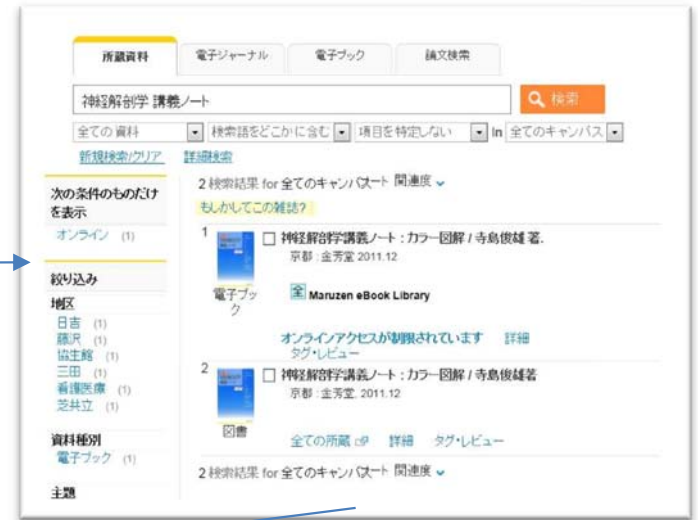 所蔵資料 電子ジャーナル 電子ブック 論文検索
神経解剖学 講義ノート 検索
全ての 資料 検索語をどこかに含む 項目を特定しない In 全てのキャンパス
新規検索/クリア 詳細検索
次の条件のものだけ
を表示
オンライン (1)
絞り込み
地区
日吉 (1)
藤沢 (1)
協生館 (1)
三田 (1)
看護医療 (1)
芝共立 (1)
資料種別
電子ブック (1)
主題
2 検索結果 for 全てのキャンパス ート 関連度
もしかしてこの雑誌?
1 神経解剖学講義ノート : カラー図解 / 寺島俊雄 著.
京都 : 金芳堂 2011.12
電子ブッ
ク
全 Maruzen eBook Library
オンラインアクセスが制限されています 詳細
タグ・レビュー
2 神経解剖学講義ノート : カラー図解 / 寺島俊雄著
京都 : 金芳堂, 2011.12
図書
全ての所蔵 詳細 タグ・レビュー
2 検索結果 for 全てのキャンパス ート 関連度